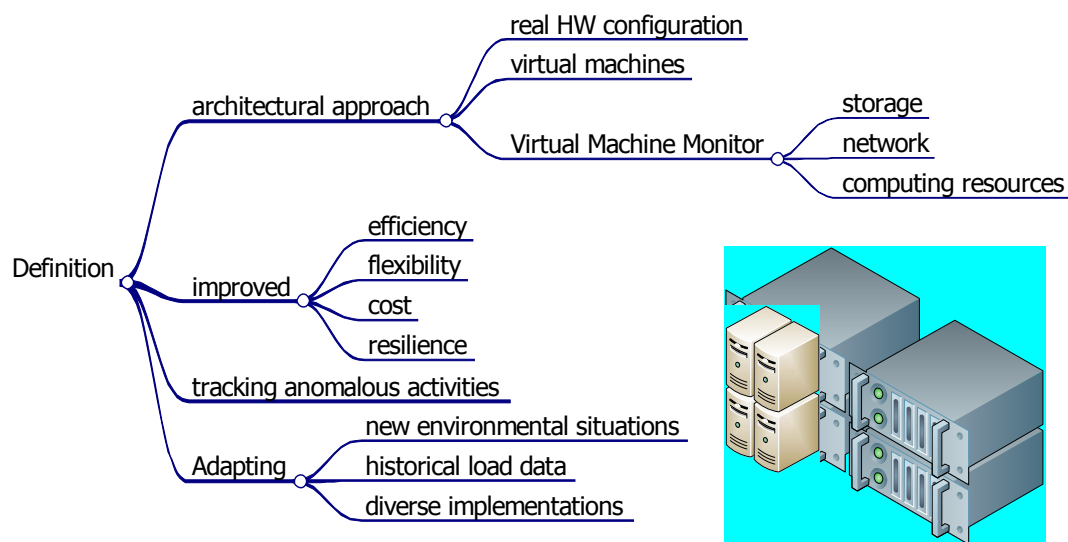 Definition
architectural approach
real HW configuration
virtual machines
Virtual Machine Monitor
storage
network
computing resources
improved
efficiency
flexibility
cost
resilience
tracking anomalous activities
Adapting
new environmental situations
historical load data
diverse implementations